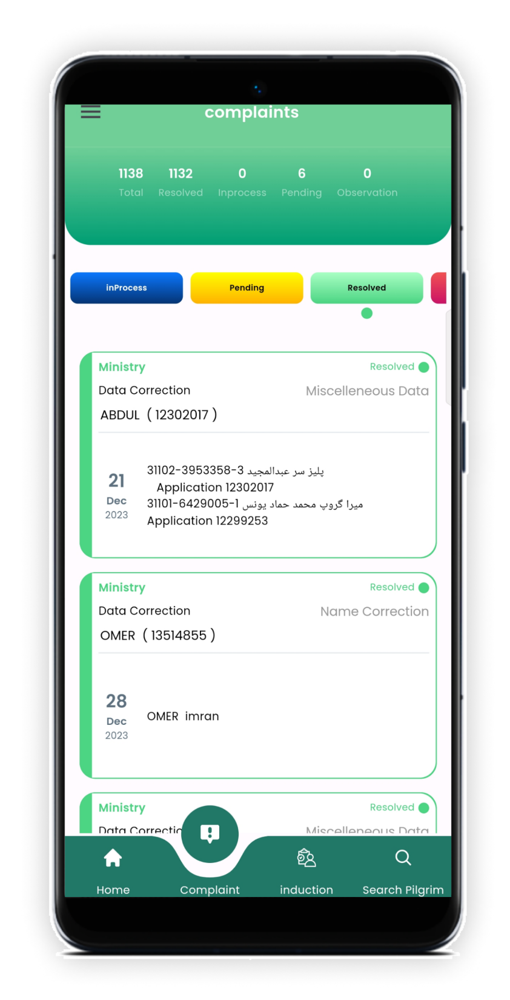 complaints
1138 1132 0 6 0
Total Resolved Inprocess Pending Observation
inProcess Pending Resolved
Ministry Resolved
Data Correction Miscelleneous Data
ABDUL ( 12302017 )
21
Dec
2023
پلیز سر عبدالمجید 31102-3953358-3
Application 12302017
میرا گروپ محمد حماد یونس 31101-6429005-1
Application 12299253
Ministry Resolved
Data Correction Name Correction
OMER ( 13514855 )
28
Dec
2023
OMER imran
Ministry Resolved
Data Correctio Miscelleneous Data
Home Complaint induction Search Pilgrim